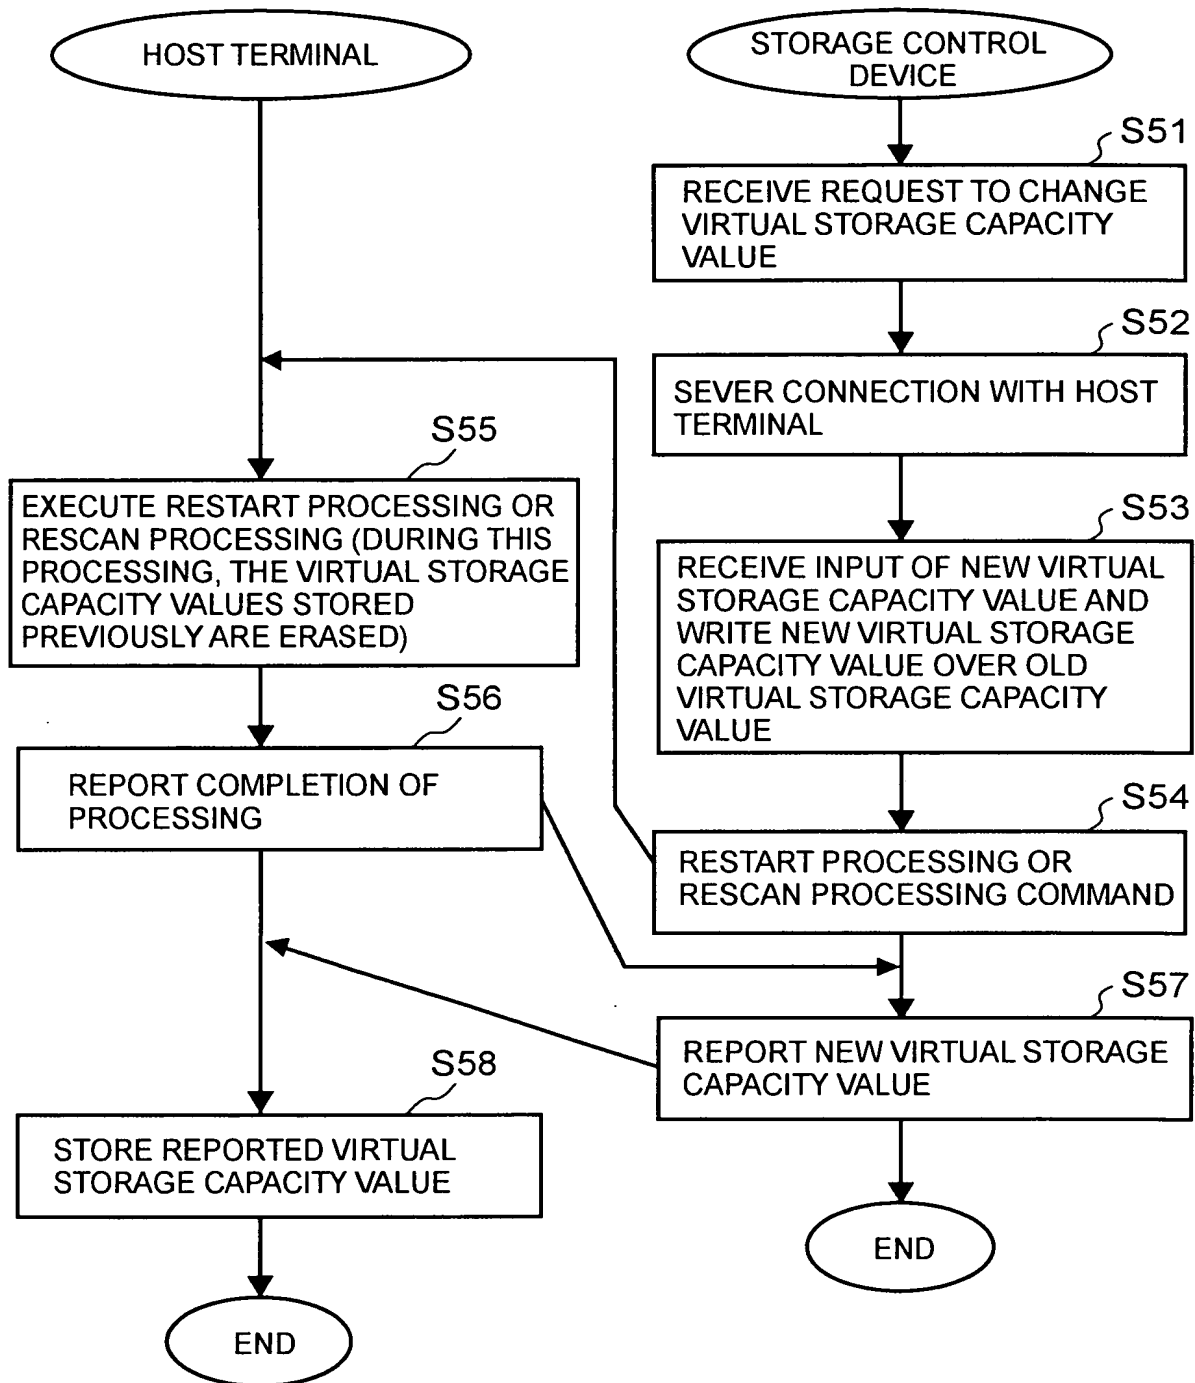 HOST TERMINAL
STORAGE CONTROL
DEVICE
S51
RECEIVE REQUEST TO CHANGE
VIRTUAL STORAGE CAPACITY
VALUE
S52
SEVER CONNECTION WITH HOST
TERMINAL
S53
RECEIVE INPUT OF NEW VIRTUAL
STORAGE CAPACITY VALUE AND
WRITE NEW VIRTUAL STORAGE
CAPACITY VALUE OVER OLD
VIRTUAL STORAGE CAPACITY
VALUE
S54
RESTART PROCESSING OR
RESCAN PROCESSING COMMAND
S55
EXECUTE RESTART PROCESSING OR
RESCAN PROCESSING (DURING THIS
PROCESSING, THE VIRTUAL STORAGE
CAPACITY VALUES STORED
PREVIOUSLY ARE ERASED)
S56
REPORT COMPLETION OF
PROCESSING
S57
REPORT NEW VIRTUAL STORAGE
CAPACITY VALUE
S58
STORE REPORTED VIRTUAL
STORAGE CAPACITY VALUE
END
END